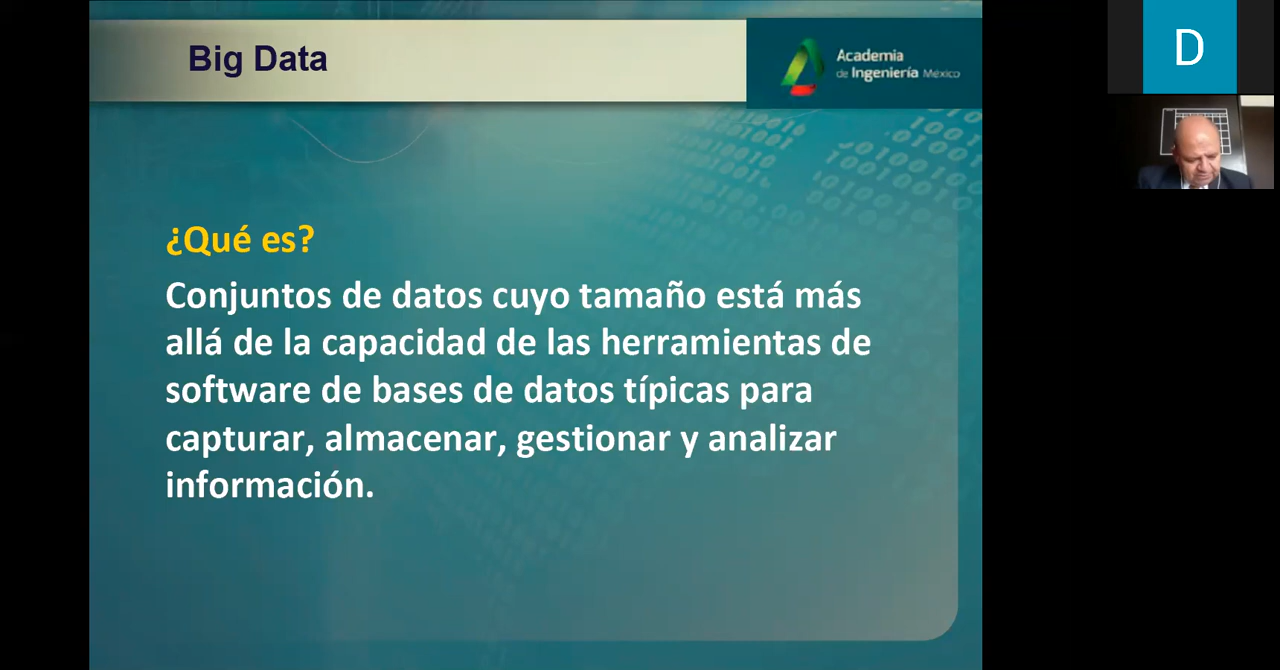 Big Data
Academia
de Ingeniería México
D
¿Qué es?
Conjuntos de datos cuyo tamaño está más
allá de la capacidad de las herramientas de
software de bases de datos típicas para
capturar, almacenar, gestionar y analizar
información.